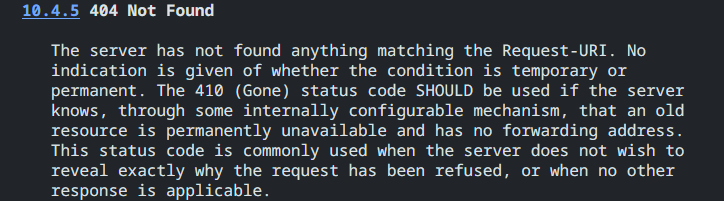 10.4.5 404 Not Found
The server has not found anything matching the Request-URI. No
indication is given of whether the condition is temporary or
permanent. The 410 (Gone) status code SHOULD be used if the server
knows, through some internally configurable mechanism, that an old
resource is permanently unavailable and has no forwarding address.
This status code is commonly used when the server does not wish to
reveal exactly why the request has been refused, or when no other
response is applicable.